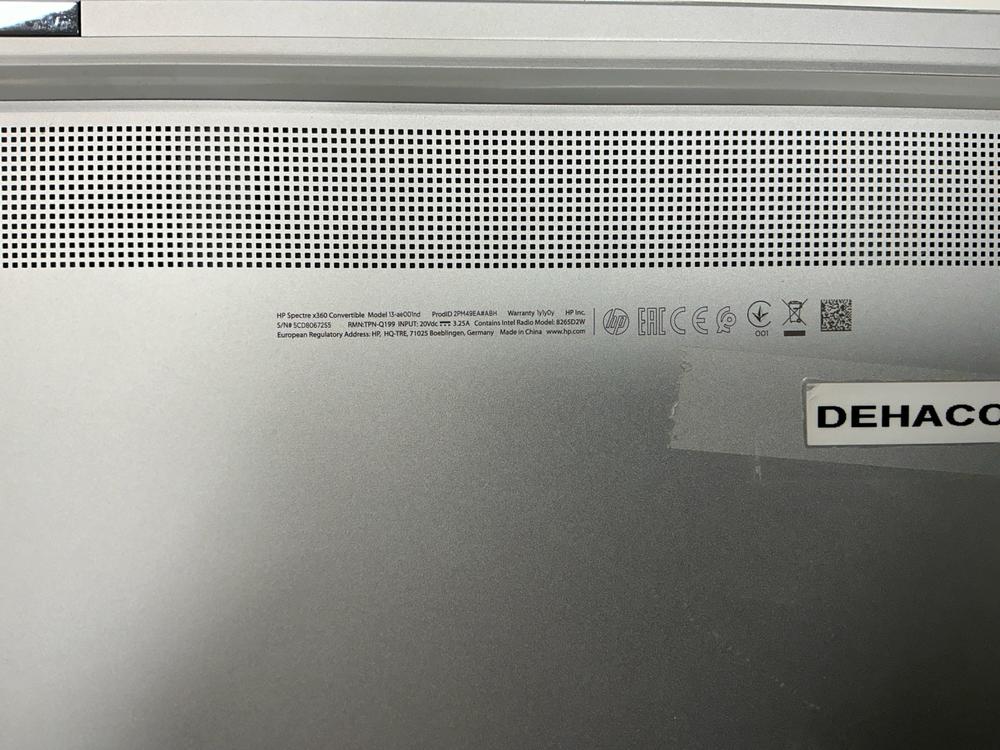 HP Spectre x360 Convertible Model 13-ae001nd ProdID 2PM49EA#ABH Warranty 1y1y0y HP Inc.
S/N# 5CD8067255 RMN:TPN-Q199 INPUT: 20Vdc ⎓ 3.25A Contains Intel Radio Model: 8265D2W
European Regulatory Address: HP, HQ-TRE, 71025 Boeblingen, Germany Made in China www.hp.com
hp EAC CE
001
DEHACO